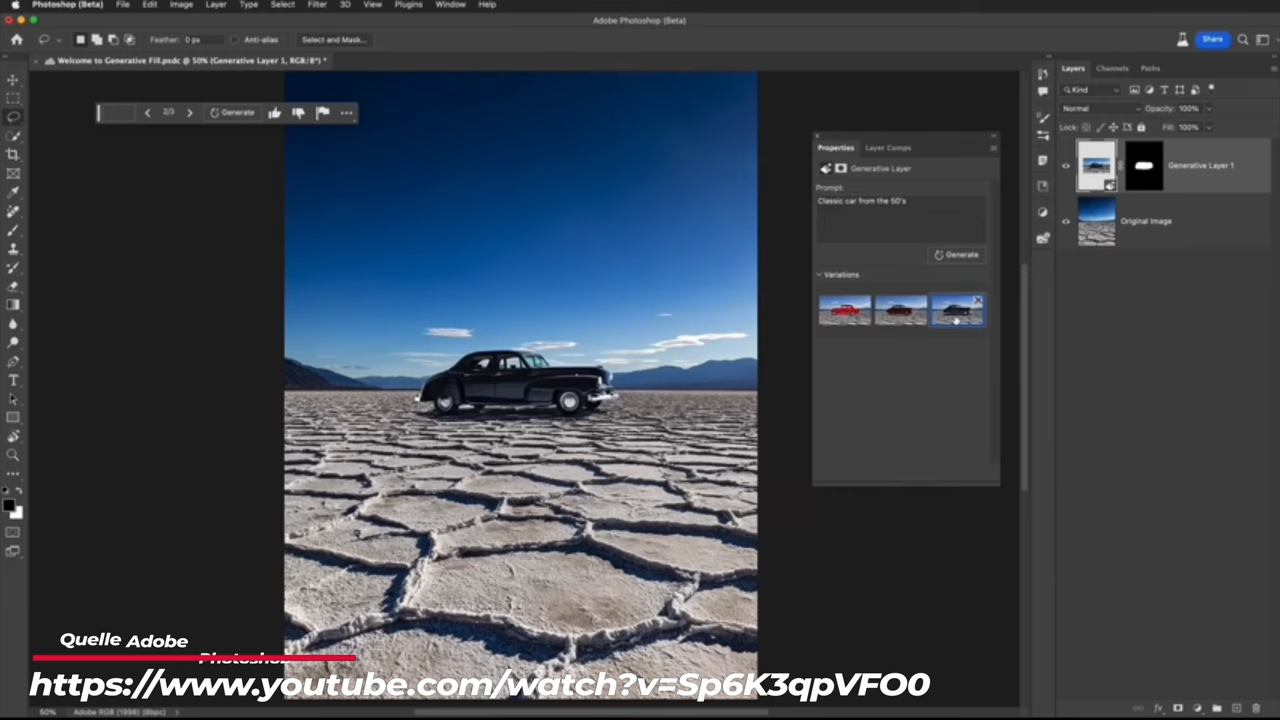 Photoshop (Beta) File Edit Image Layer Type Select Filter 3D View Plugins Window Help
Adobe Photoshop (Beta)
Feather: 0 px Anti-alias Select and Mask... Share
Welcome to Generative Fill.psdc @ 50% (Generative Layer 1, RGB/8*) *
Layers Channels Paths
Kind
Normal Opacity: 100%
Lock: Fill: 100%
Generative Layer 1
Original Image
2/3 Generate
Properties Layer Comps
Generative Layer
Prompt:
Classic car from the 50's
Generate
Variations
Quelle Adobe
Photoshop
https://www.youtube.com/watch?v=Sp6K3qpVFO0
50% Adobe RGB (1998) (8bpc)